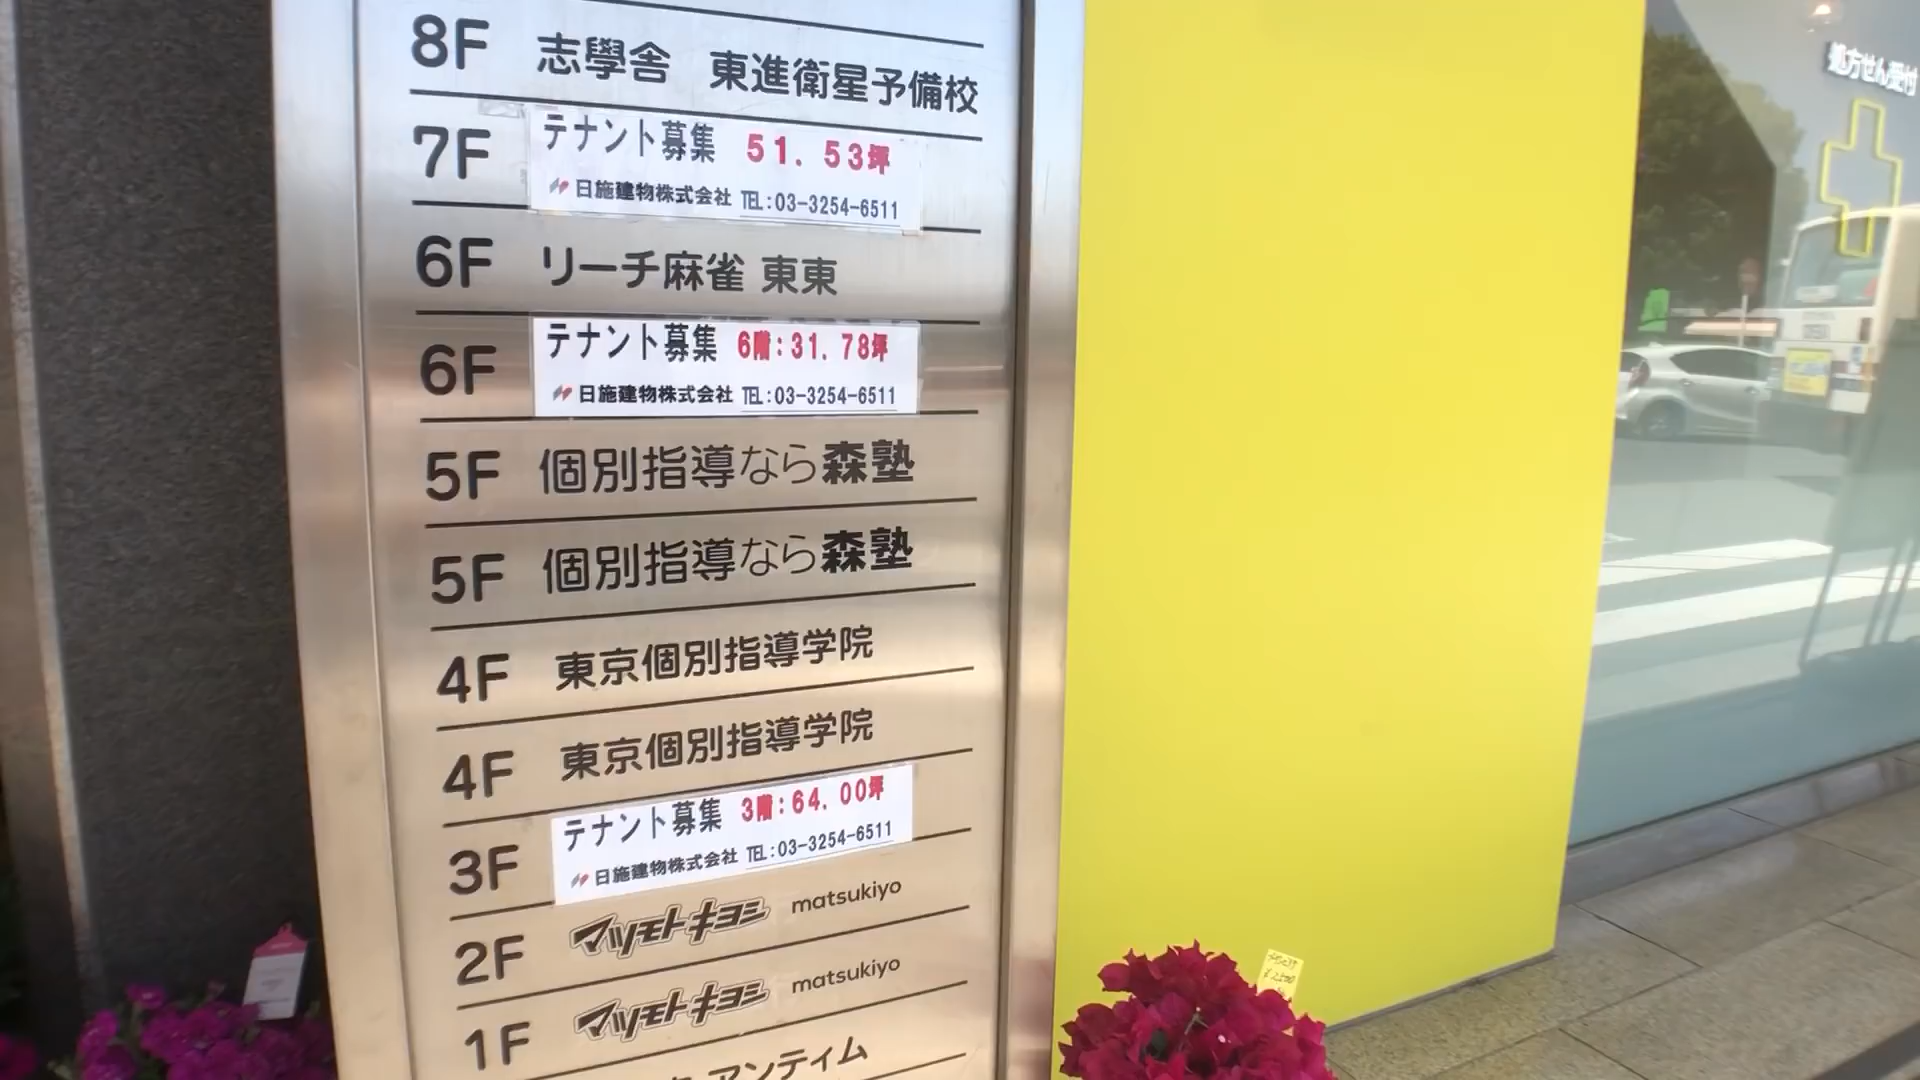 8F 志學舎 東進衛星予備校
7F テナント募集 51.53坪
日施建物株式会社 TEL:03-3254-6511
6F リーチ麻雀 東東
6F テナント募集 6階:31.78坪
日施建物株式会社 TEL:03-3254-6511
5F 個別指導なら森塾
5F 個別指導なら森塾
4F 東京個別指導学院
4F 東京個別指導学院
3F テナント募集 3階:64.00坪
日施建物株式会社 TEL:03-3254-6511
2F マツモトキヨシ matsukiyo
1F マツモトキヨシ matsukiyo
アンティム
処方せん受付